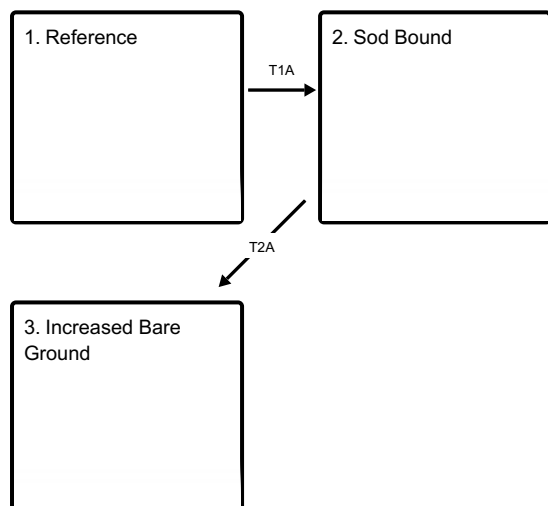 1. Reference
T1A
2. Sod Bound
T2A
3. Increased Bare
Ground